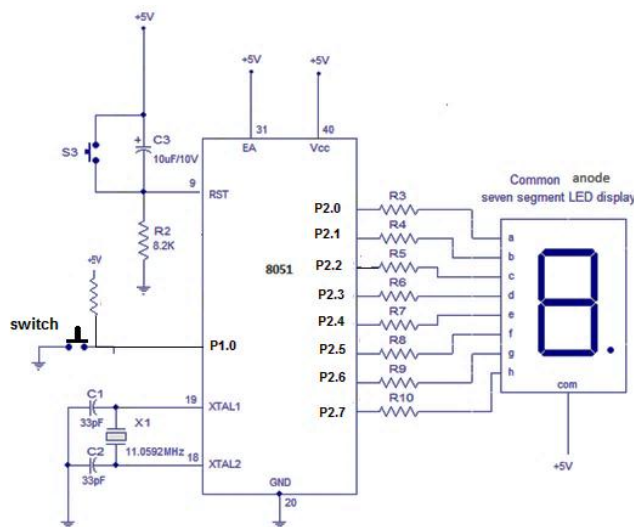 +5V
+5V
+5V
31
40
EA
Vcc
S3
+
C3
10uF/10V
9
RST
R2
8.2K
+5V
switch
P1.0
8051
C1
33pF
19
XTAL1
X1
11.0592MHz
C2
33pF
18
XTAL2
GND
20
P2.0
P2.1
P2.2
P2.3
P2.4
P2.5
P2.6
P2.7
R3
R4
R5
R6
R7
R8
R9
R10
Common anode
seven segment LED display
a
b
c
d
e
f
g
h
com
+5V